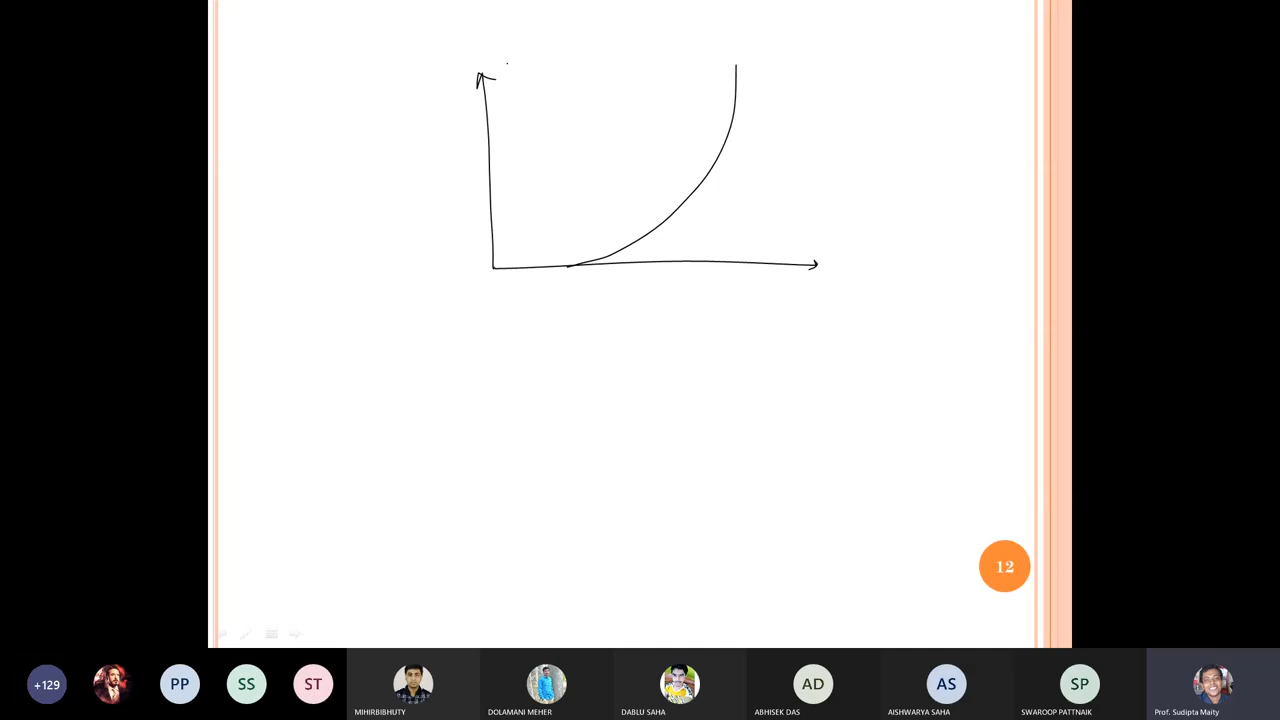 12
+129
PP
SS
ST
MIHIRBIBHUTY
DOLAMANI MEHER
DABLU SAHA
AD
ABHISEK DAS
AS
AISHWARYA SAHA
SP
SWAROOP PATTNAIK
Prof. Sudipta Maity